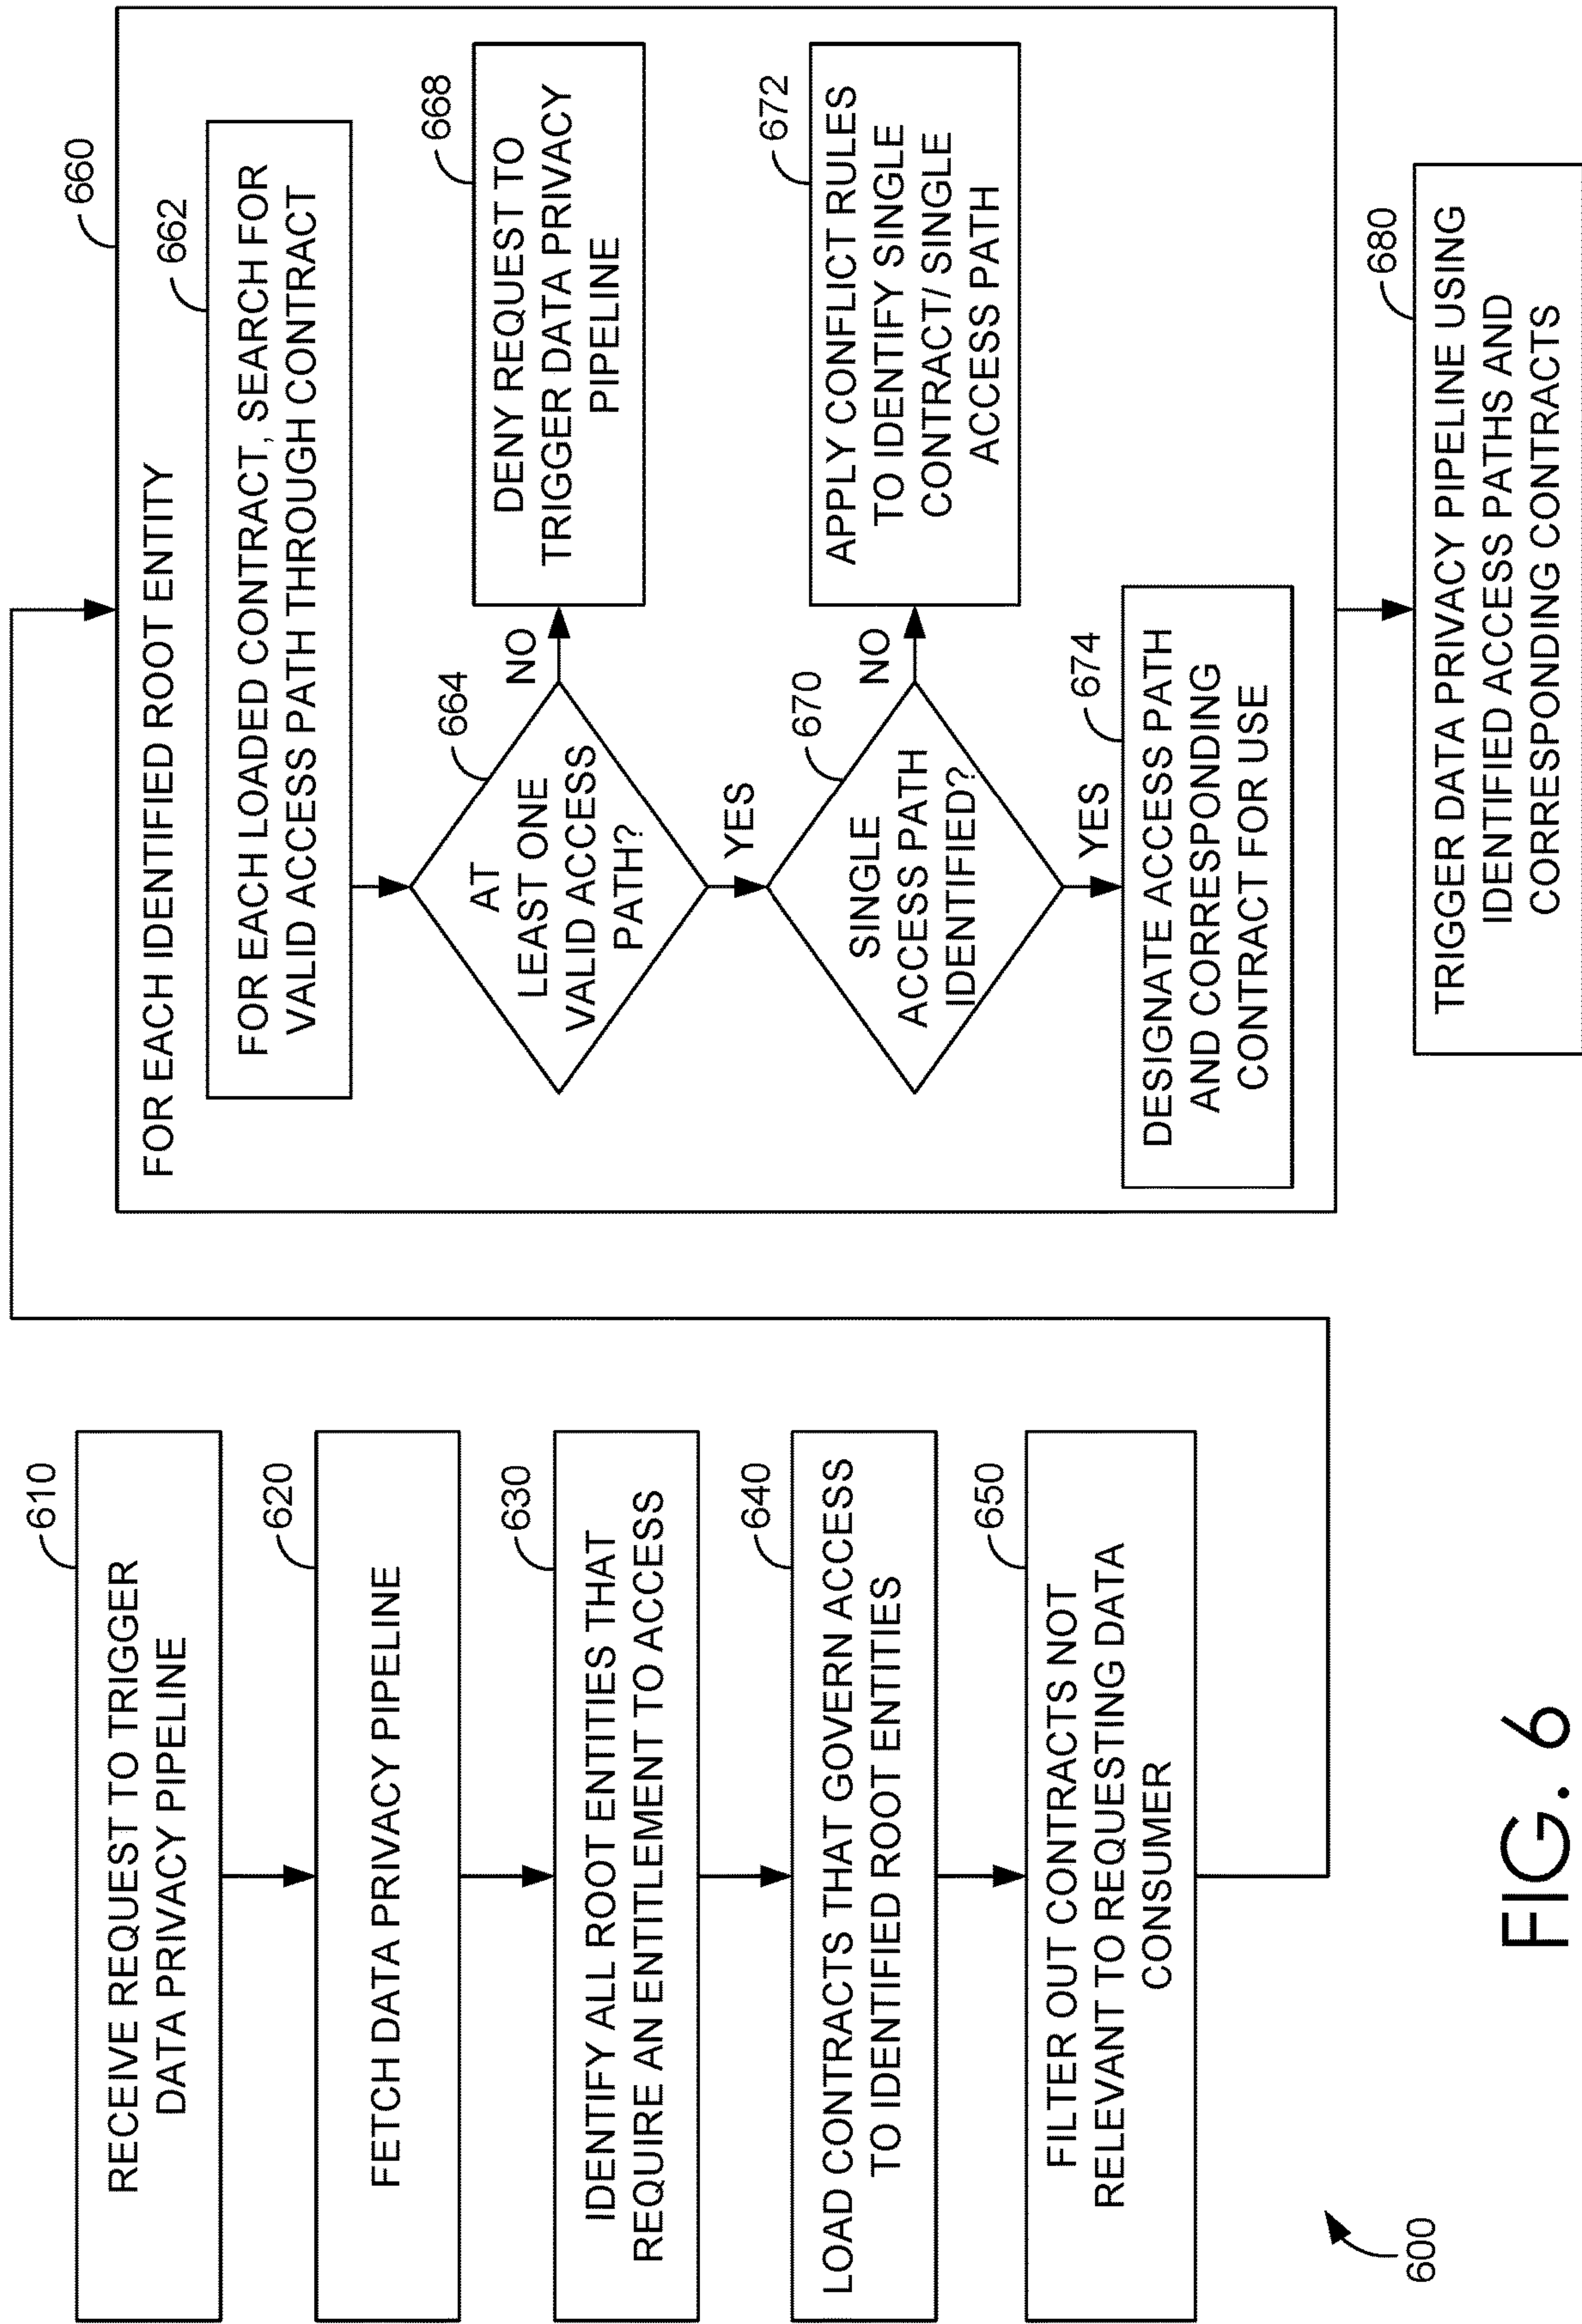 610
RECEIVE REQUEST TO TRIGGER
DATA PRIVACY PIPELINE
620
FETCH DATA PRIVACY PIPELINE
630
IDENTIFY ALL ROOT ENTITIES THAT
REQUIRE AN ENTITLEMENT TO ACCESS
640
LOAD CONTRACTS THAT GOVERN ACCESS
TO IDENTIFIED ROOT ENTITIES
650
FILTER OUT CONTRACTS NOT
RELEVANT TO REQUESTING DATA
CONSUMER
660
FOR EACH IDENTIFIED ROOT ENTITY
662
FOR EACH LOADED CONTRACT, SEARCH FOR
VALID ACCESS PATH THROUGH CONTRACT
664
AT
LEAST ONE
VALID ACCESS
PATH?
NO
668
DENY REQUEST TO
TRIGGER DATA PRIVACY
PIPELINE
YES
670
SINGLE
ACCESS PATH
IDENTIFIED?
NO
672
APPLY CONFLICT RULES
TO IDENTIFY SINGLE
CONTRACT/ SINGLE
ACCESS PATH
YES
674
DESIGNATE ACCESS PATH
AND CORRESPONDING
CONTRACT FOR USE
680
TRIGGER DATA PRIVACY PIPELINE USING
IDENTIFIED ACCESS PATHS AND
CORRESPONDING CONTRACTS
600
FIG. 6